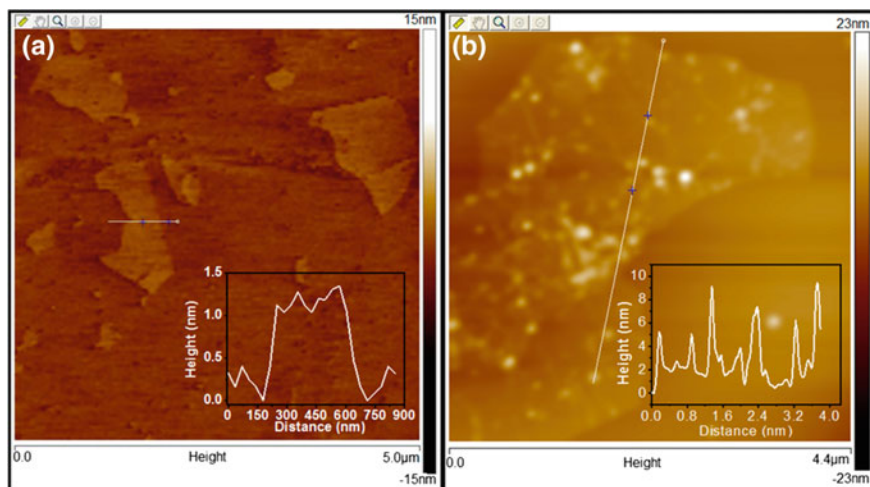 15nm
(a)
1.5
1.0
0.5
0.0
Height (nm)
0 150 300 450 600 750 900
Distance (nm)
0.0 Height 5.0µm
-15nm
23nm
(b)
10
8
6
4
2
0
Height (nm)
0.0 0.8 1.6 2.4 3.2 4.0
Distance (nm)
0.0 Height 4.4µm
-23nm